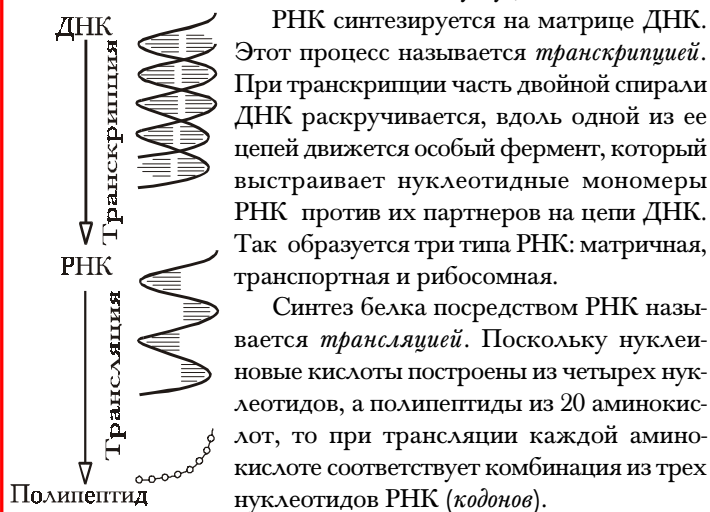 ДНК
Транскрипция
РНК
Трансляция
Полипептид
РНК синтезируется на матрице ДНК.
Этот процесс называется транскрипцией.
При транскрипции часть двойной спирали
ДНК раскручивается, вдоль одной из ее
цепей движется особый фермент, который
выстраивает нуклеотидные мономеры
РНК против их партнеров на цепи ДНК.
Так образуется три типа РНК: матричная,
транспортная и рибосомная.
Синтез белка посредством РНК назы-
вается трансляцией. Поскольку нуклеи-
новые кислоты построены из четырех нук-
леотидов, а полипептиды из 20 аминокис-
лот, то при трансляции каждой амино-
кислоте соответствует комбинация из трех
нуклеотидов РНК (кодонов).